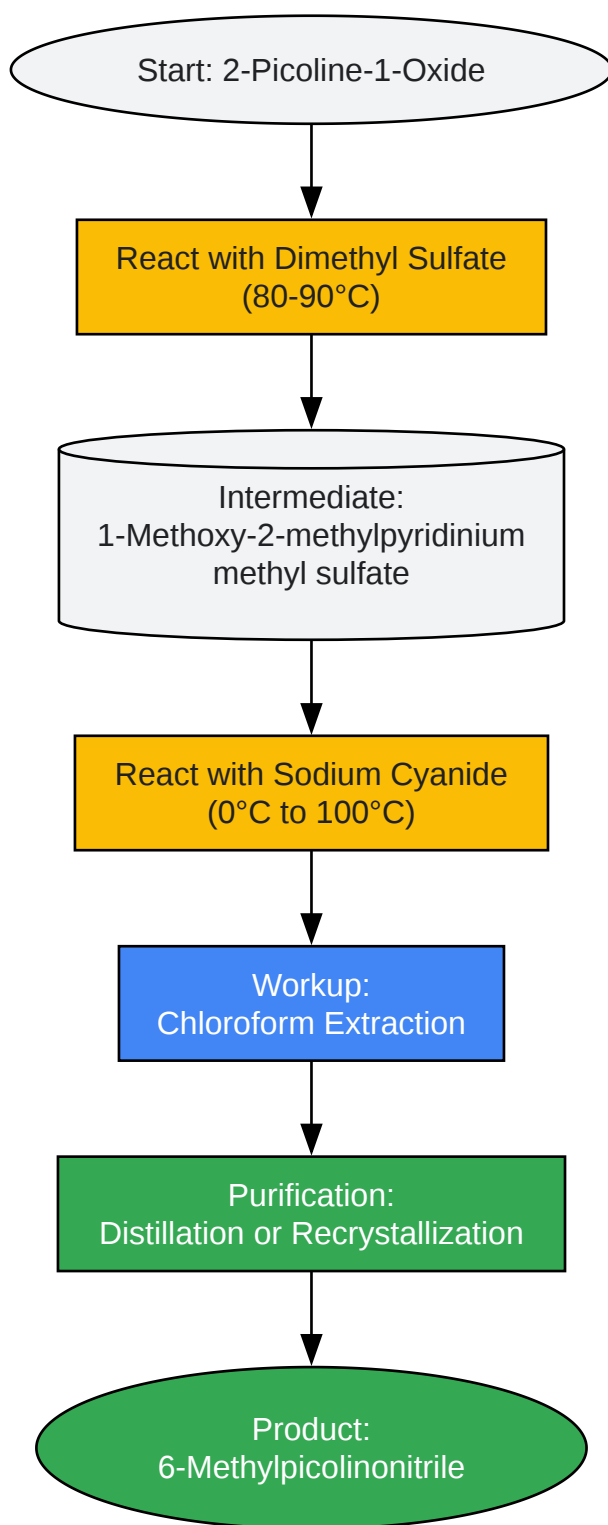 Start: 2-Picoline-1-Oxide
React with Dimethyl Sulfate
(80-90°C)
Intermediate:
1-Methoxy-2-methylpyridinium
methyl sulfate
React with Sodium Cyanide
(0°C to 100°C)
Workup:
Chloroform Extraction
Purification:
Distillation or Recrystallization
Product:
6-Methylpicolinonitrile